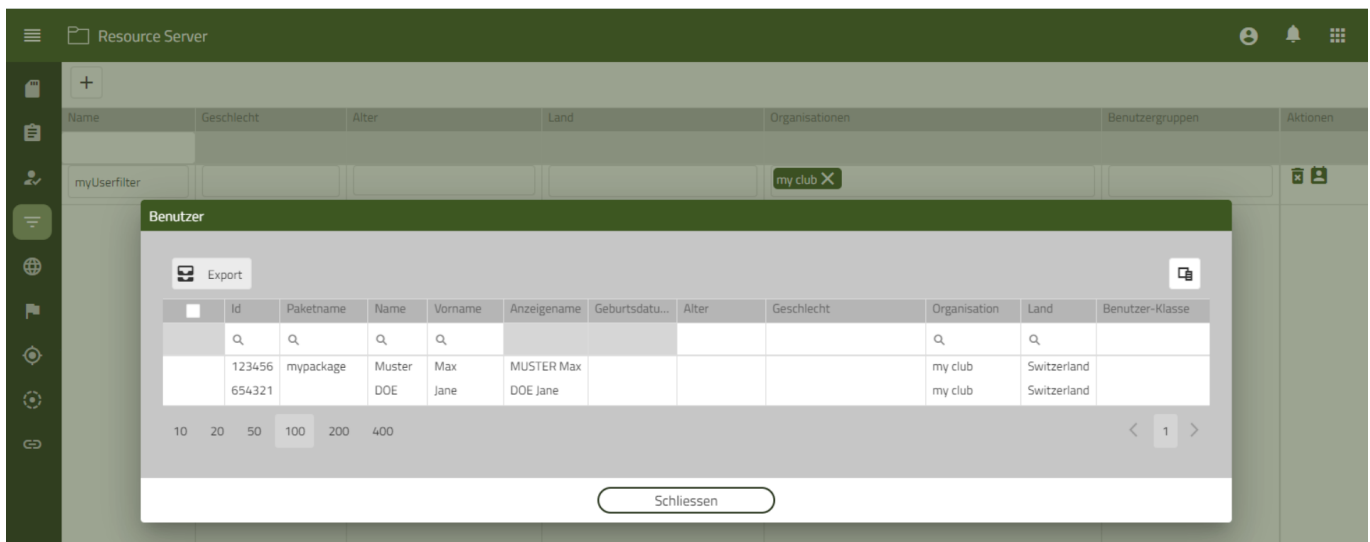 Resource Server
+
Name Geschlecht Alter Land Organisationen Benutzergruppen Aktionen
myUserfilter my club
Benutzer
Export
Id Paketname Name Vorname Anzeigename Geburtsdatu... Alter Geschlecht Organisation Land Benutzer-Klasse
123456 mypackage Muster Max MUSTER Max my club Switzerland
654321 DOE Jane DOE Jane my club Switzerland
10 20 50 100 200 400 1
Schliessen